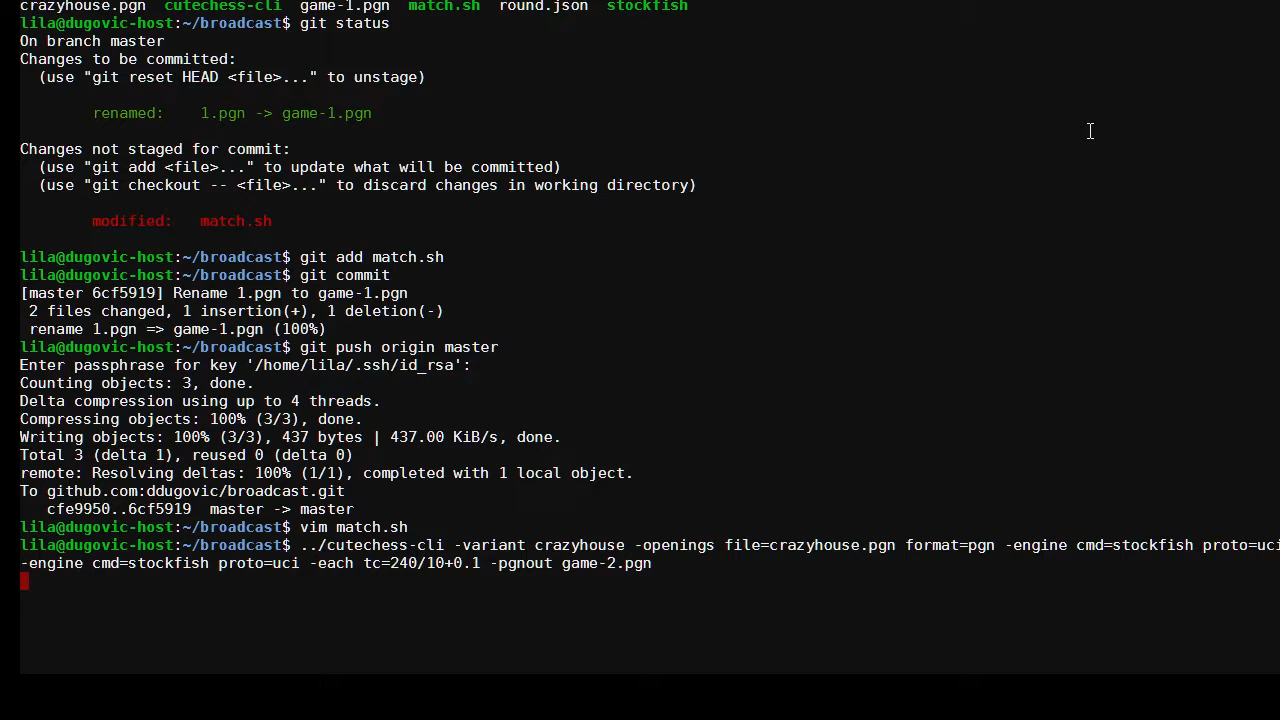 crazyhouse.pgn  cutechess-cli  game-1.pgn  match.sh  round.json  stockfish
lila@dugovic-host:~/broadcast$ git status
On branch master
Changes to be committed:
  (use "git reset HEAD <file>..." to unstage)
        renamed:    1.pgn -> game-1.pgn
Changes not staged for commit:
  (use "git add <file>..." to update what will be committed)
  (use "git checkout -- <file>..." to discard changes in working directory)
        modified:   match.sh
lila@dugovic-host:~/broadcast$ git add match.sh
lila@dugovic-host:~/broadcast$ git commit
[master 6cf5919] Rename 1.pgn to game-1.pgn
 2 files changed, 1 insertion(+), 1 deletion(-)
 rename 1.pgn => game-1.pgn (100%)
lila@dugovic-host:~/broadcast$ git push origin master
Enter passphrase for key '/home/lila/.ssh/id_rsa':
Counting objects: 3, done.
Delta compression using up to 4 threads.
Compressing objects: 100% (3/3), done.
Writing objects: 100% (3/3), 437 bytes | 437.00 KiB/s, done.
Total 3 (delta 1), reused 0 (delta 0)
remote: Resolving deltas: 100% (1/1), completed with 1 local object.
To github.com:ddugovic/broadcast.git
   cfe9950..6cf5919  master -> master
lila@dugovic-host:~/broadcast$ vim match.sh
lila@dugovic-host:~/broadcast$ ../cutechess-cli -variant crazyhouse -openings file=crazyhouse.pgn format=pgn -engine cmd=stockfish proto=uci
-engine cmd=stockfish proto=uci -each tc=240/10+0.1 -pgnout game-2.pgn